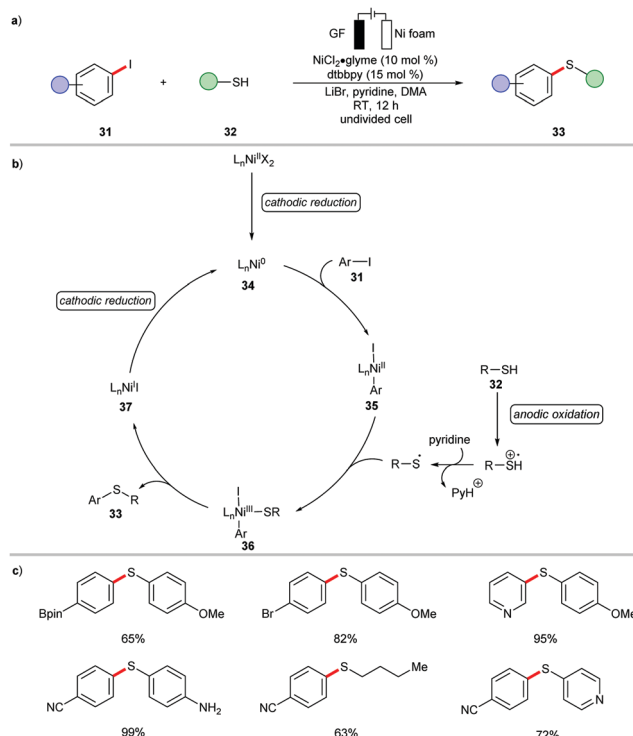 a)
GF
Ni foam
I
+
SH
NiCl₂•glyme (10 mol %)
dtbbpy (15 mol %)
LiBr, pyridine, DMA
RT, 12 h
undivided cell
S
31
32
33
b)
LₙNiᴵᴵX₂
cathodic reduction
LₙNi⁰
34
Ar—I
31
cathodic reduction
I
LₙNiᴵᴵ
Ar
35
R—SH
32
anodic oxidation
LₙNiᴵI
37
pyridine
R—S•
R—SH⊕•
PyH⊕
S
Ar R
33
I
LₙNiᴵᴵᴵ—SR
Ar
36
c)
S
Bpin
OMe
65%
S
Br
OMe
82%
S
N
OMe
95%
S
NC
NH₂
99%
S
Me
NC
63%
S
NC
N
72%